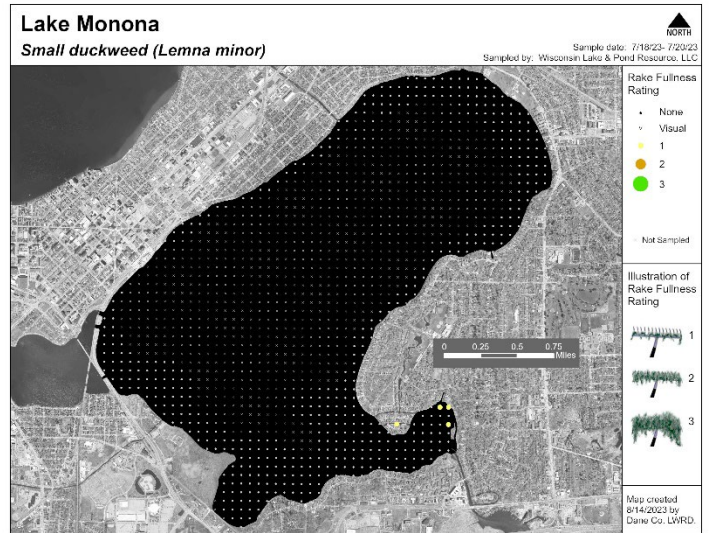 Lake Monona
Small duckweed (Lemna minor)
NORTH
Sample date: 7/18/23- 7/20/23
Sampled by: Wisconsin Lake & Pond Resource, LLC
Rake Fullness
Rating
None
Visual
1
2
3
Not Sampled
0 0.25 0.5 0.75
Miles
Illustration of
Rake Fullness
Rating
1
2
3
Map created
8/14/2023 by
Dane Co. LWRD.